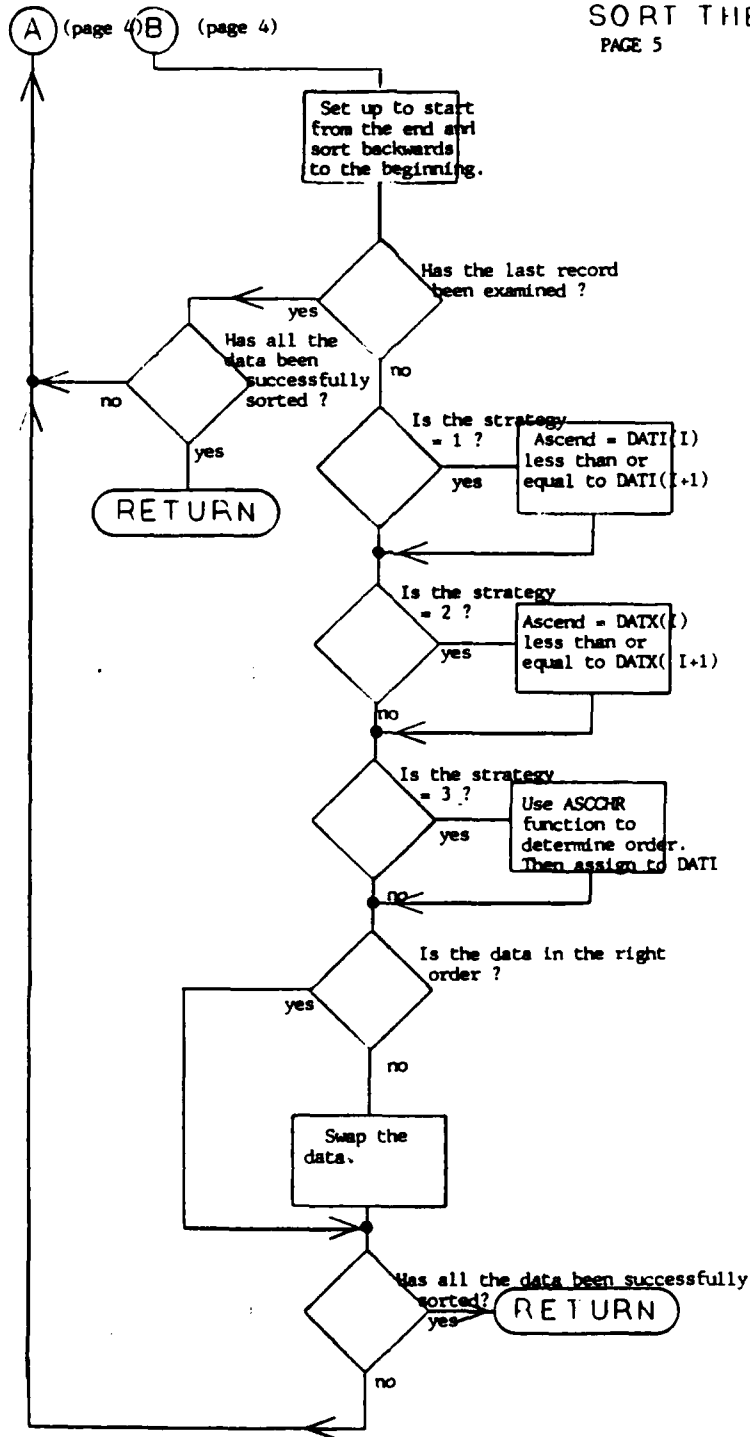 A (page 4) B (page 4)
SORT THE
PAGE 5
Set up to start
from the end and
sort backwards
to the beginning.
Has the last record
been examined ?
yes
no
Has all the
data been
successfully
sorted ?
no
yes
RETURN
Is the strategy
= 1 ?
yes
Ascend = DATI(I)
less than or
equal to DATI(I+1)
Is the strategy
= 2 ?
yes
no
Ascend = DATX(I)
less than or
equal to DATX( I+1)
Is the strategy
= 3 ?
yes
no
Use ASCCHR
function to
determine order.
Then assign to DATI
Is the data in the right
order ?
yes
no
Swap the
data.
Has all the data been successfully
sorted?
yes
RETURN
no